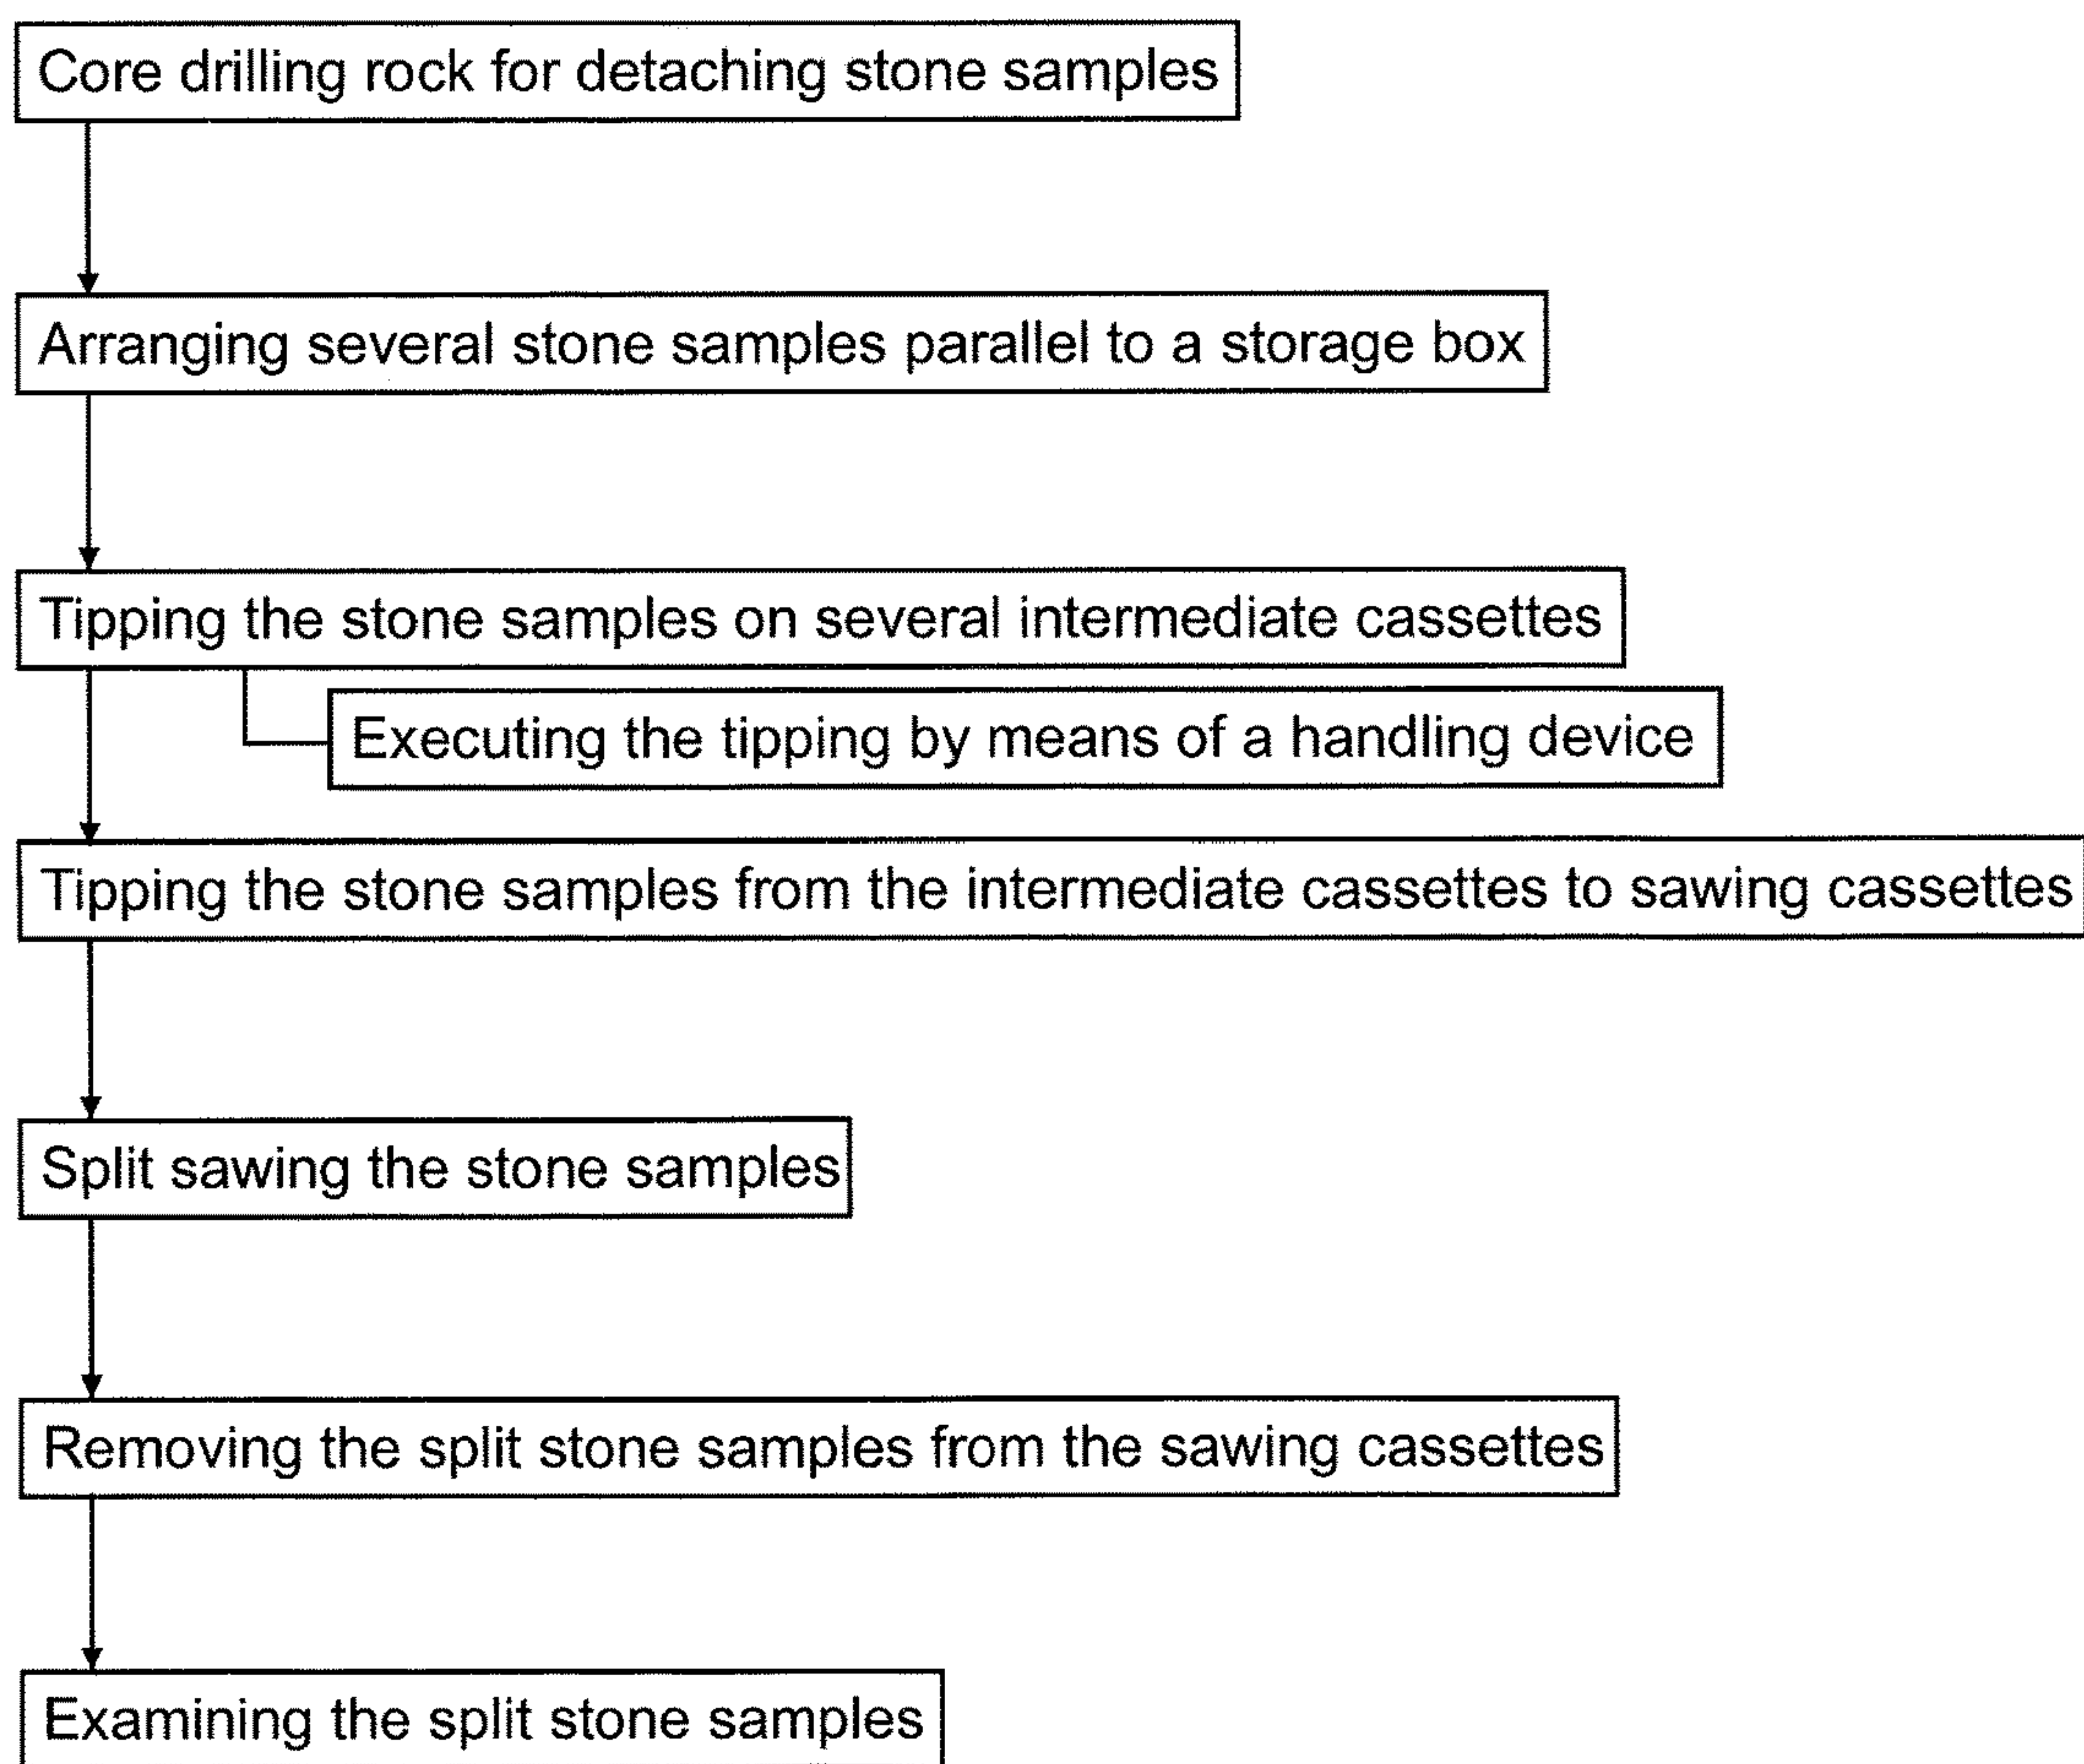 Core drilling rock for detaching stone samples
Arranging several stone samples parallel to a storage box
Tipping the stone samples on several intermediate cassettes
Executing the tipping by means of a handling device
Tipping the stone samples from the intermediate cassettes to sawing cassettes
Split sawing the stone samples
Removing the split stone samples from the sawing cassettes
Examining the split stone samples